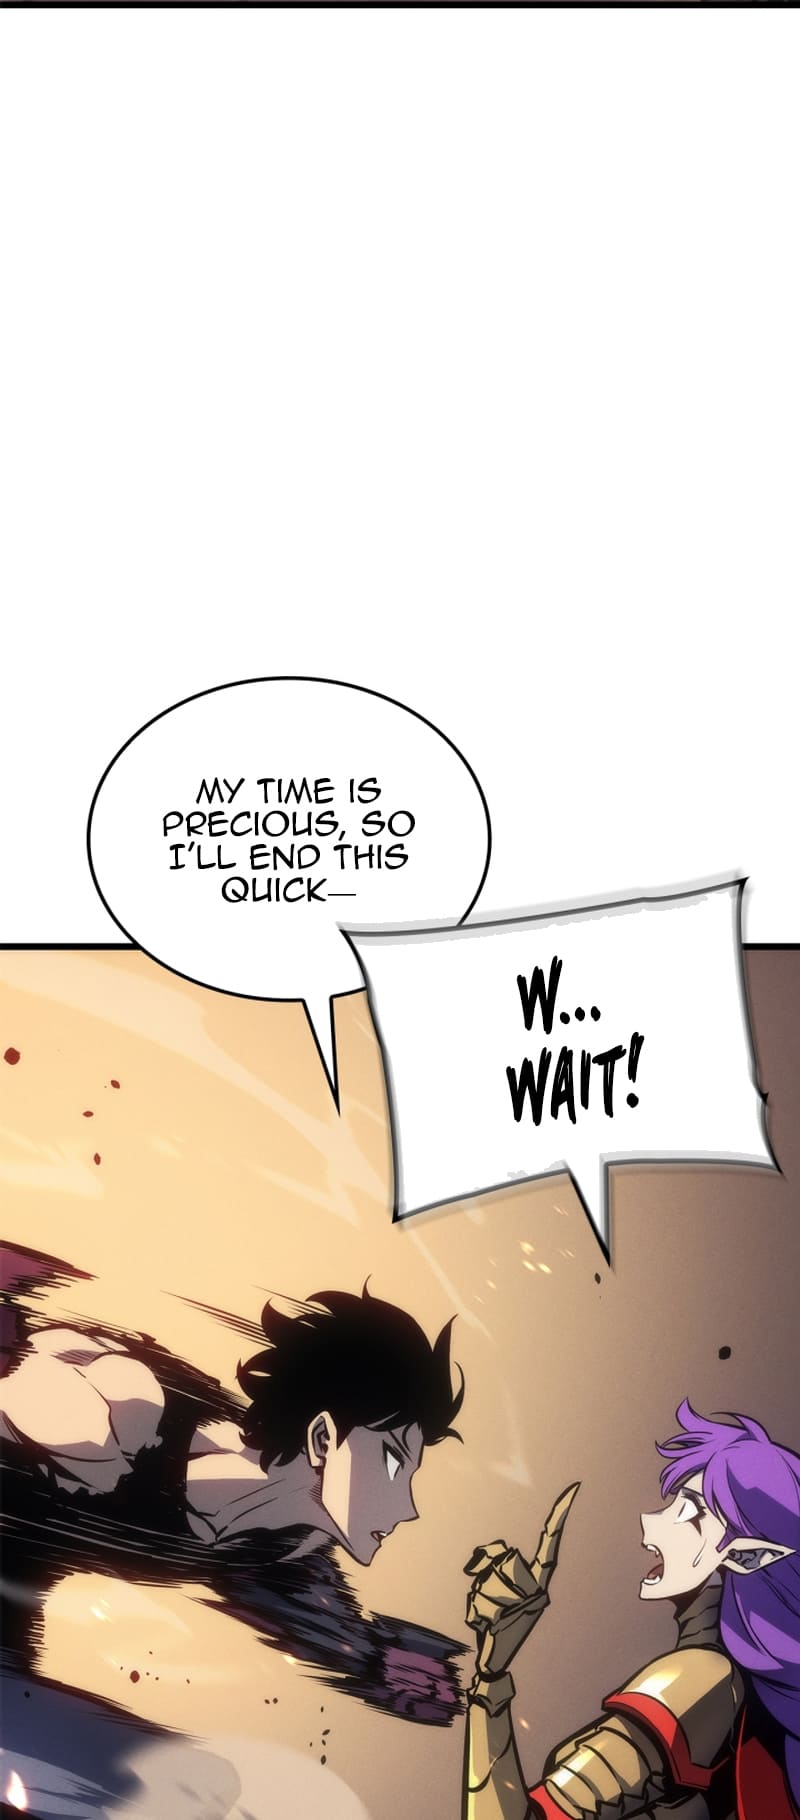 MY TIME IS
PRECIOUS, SO
I'LL END THIS
QUICK—
W...
WAIT!